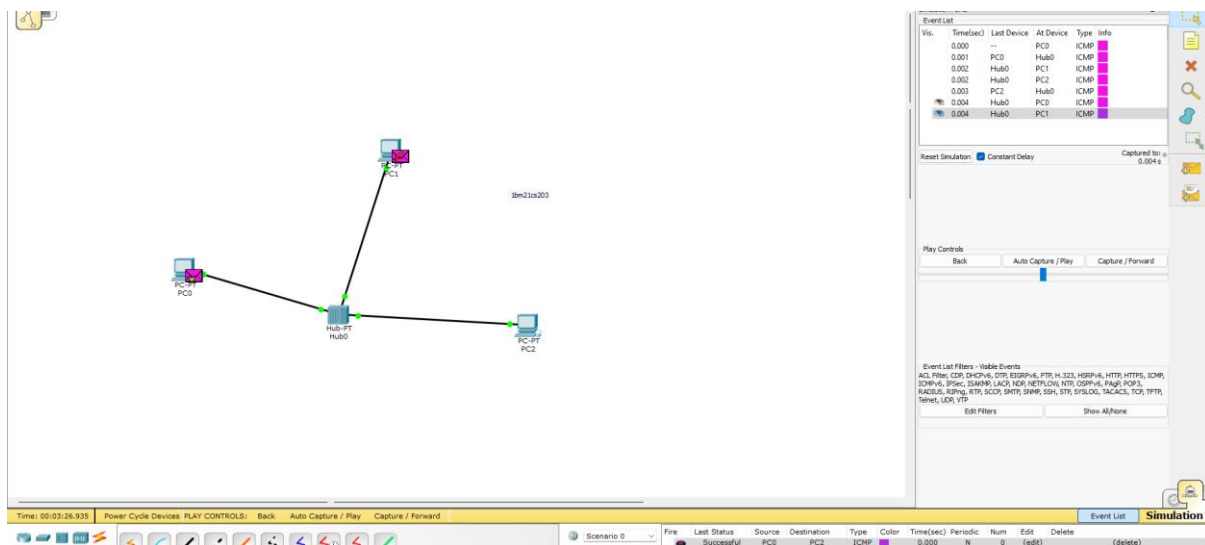 Event List
Vis. Time(sec) Last Device At Device Type Info
0.000 -- PC0 ICMP
0.001 PC0 Hub0 ICMP
0.002 Hub0 PC1 ICMP
0.002 Hub0 PC2 ICMP
0.003 PC2 Hub0 ICMP
0.004 Hub0 PC0 ICMP
0.004 Hub0 PC1 ICMP
Reset Simulation Constant Delay Captured to:
0.004 s
PC-PT
PC1
1bm21cs203
PC-PT
PC0
Hub-PT
Hub0
PC-PT
PC2
Play Controls
Back Auto Capture / Play Capture / Forward
Event List Filters - Visible Events
ACL Filter, CDP, DHCPv6, DTP, EIGRPv6, FTP, H.323, HSRPv6, HTTP, HTTPS, ICMP,
ICMPv6, IPSec, ISAKMP, LACP, NDP, NETFLOW, NTP, OSPFv6, PAgP, POP3,
RADIUS, RIPng, RTP, SCCP, SMTP, SNMP, SSH, STP, SYSLOG, TACACS, TCP, TFTP,
Telnet, UDP, VTP
Edit Filters Show All/None
Time: 00:03:26.935 Power Cycle Devices PLAY CONTROLS: Back Auto Capture / Play Capture / Forward Event List Simulation
Scenario 0 Fire Last Status Source Destination Type Color Time(sec) Periodic Num Edit Delete
Successful PC0 PC2 ICMP 0.000 N 0 (edit) (delete)